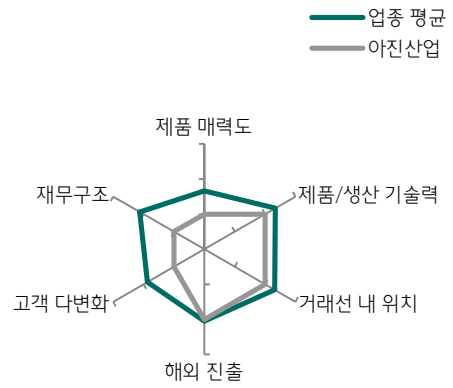 업종 평균
아진산업
제품 매력도
재무구조
제품/생산 기술력
고객 다변화
거래선 내 위치
해외 진출